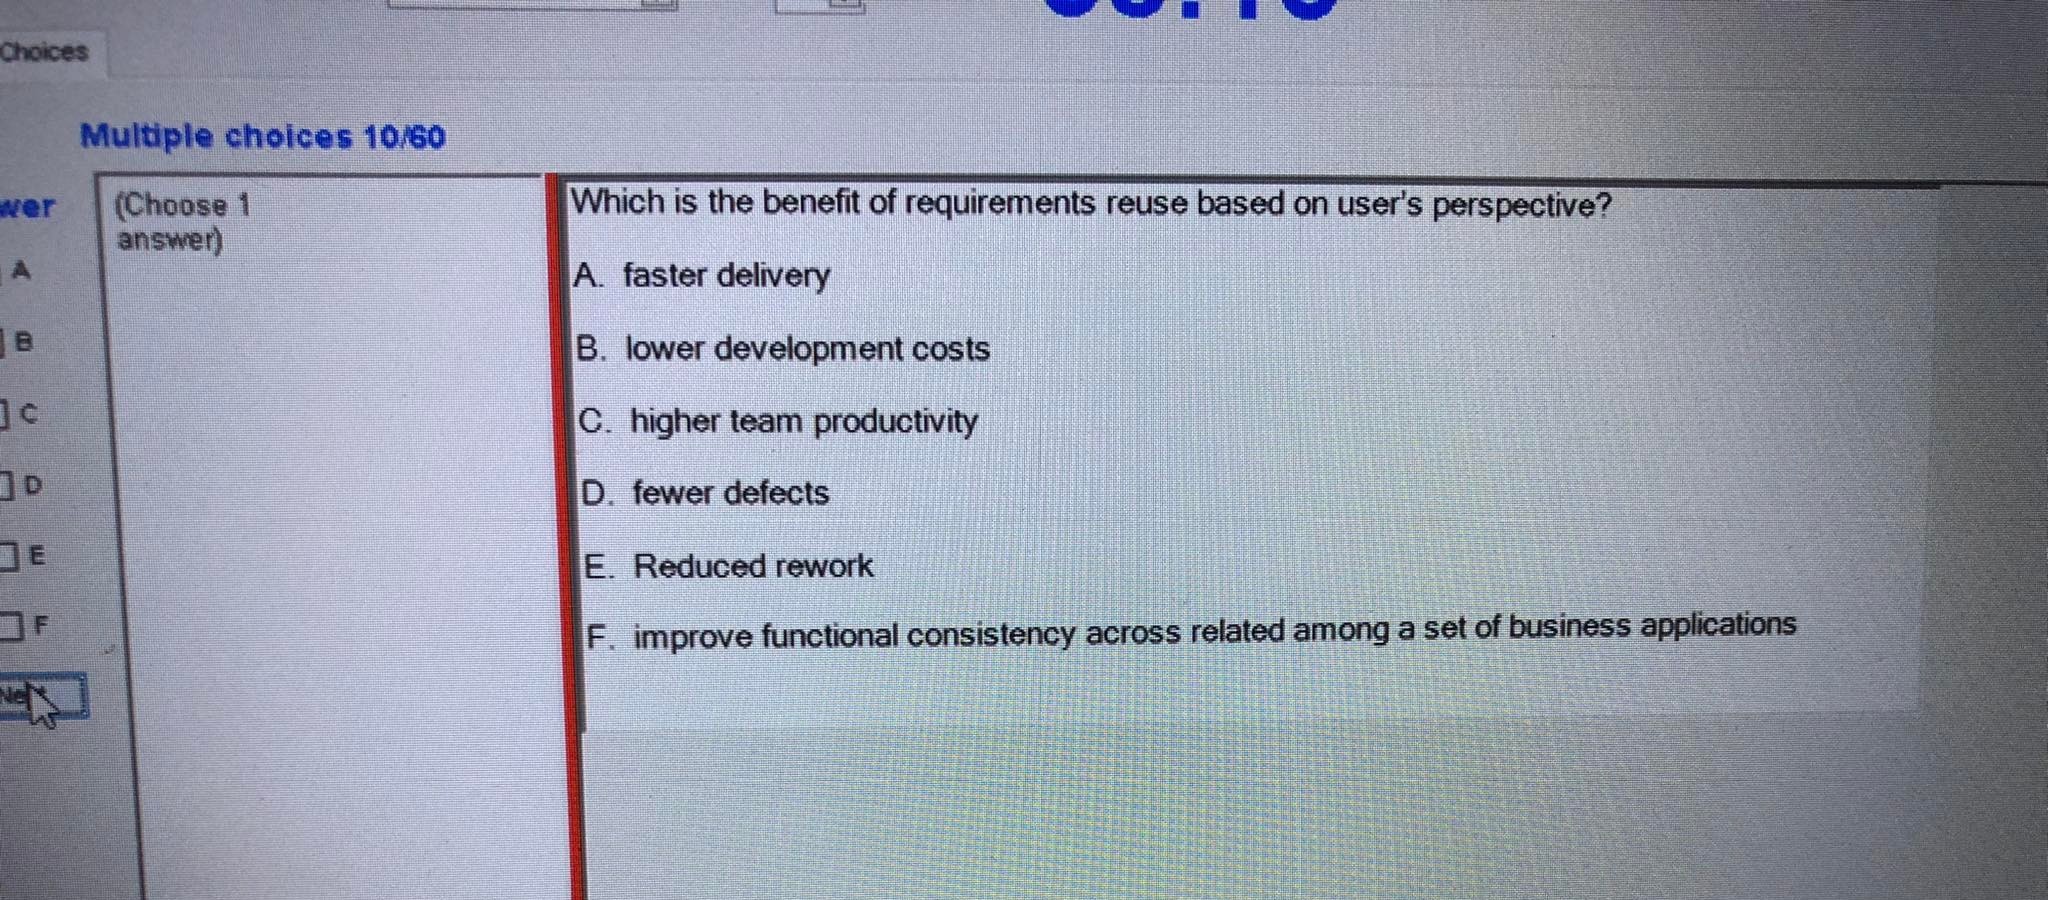 Choices
Multiple choices 10/60
(Choose 1
answer)
A
B
C
D
E
F
Which is the benefit of requirements reuse based on user's perspective?
A. faster delivery
B. lower development costs
C. higher team productivity
D. fewer defects
E. Reduced rework
F. improve functional consistency across related among a set of business applications